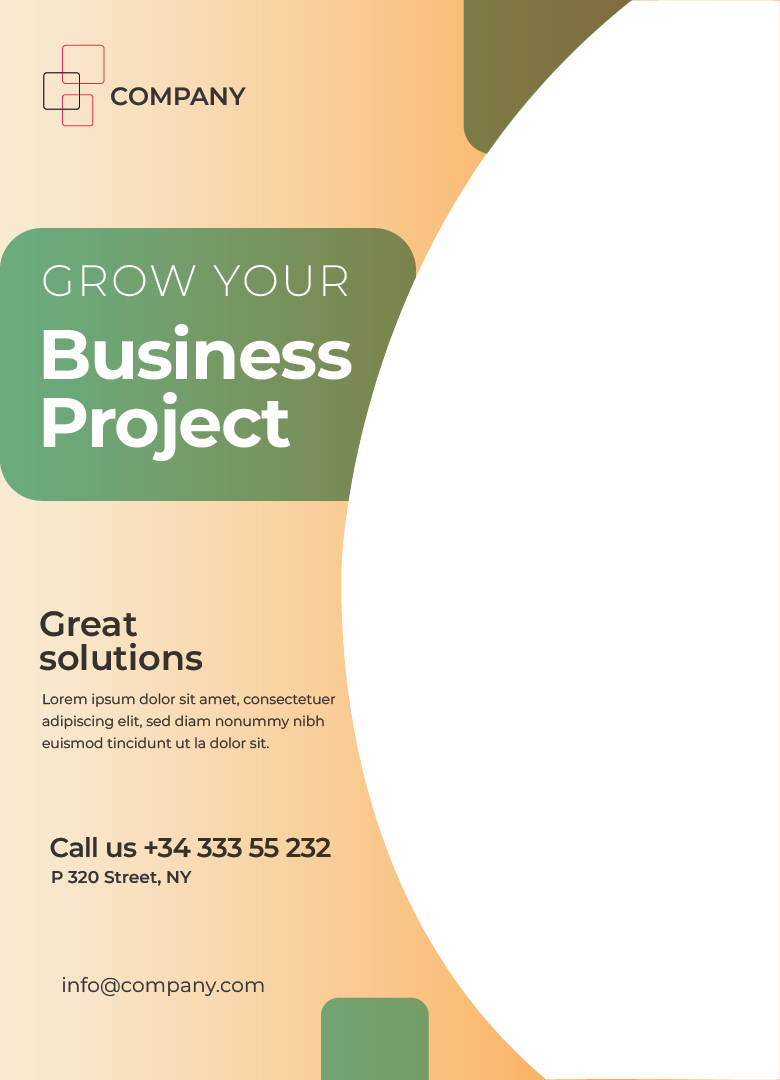 COMPANY
GROW YOUR
Business
Project
Great
solutions
Lorem ipsum dolor sit amet, consectetuer
adipiscing elit, sed diam nonummy nibh
euismod tincidunt ut la dolor sit.
Call us +34 333 55 232
P 320 Street, NY
info@company.com